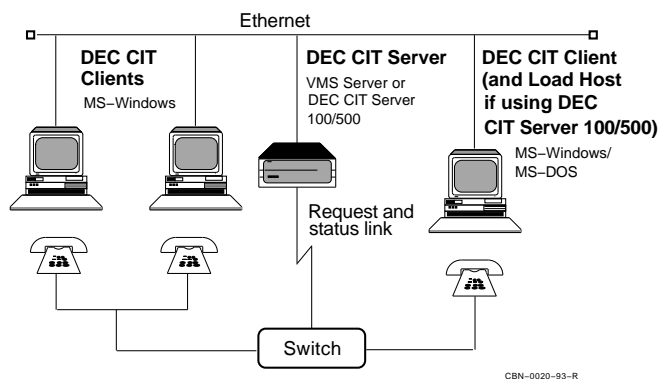 Ethernet
DEC CIT
Clients
MS–Windows
DEC CIT Server
VMS Server or
DEC CIT Server
100/500
DEC CIT Client
(and Load Host
if using DEC
CIT Server 100/500)
MS–Windows/
MS–DOS
Request and
status link
Switch
CBN–0020–93–R